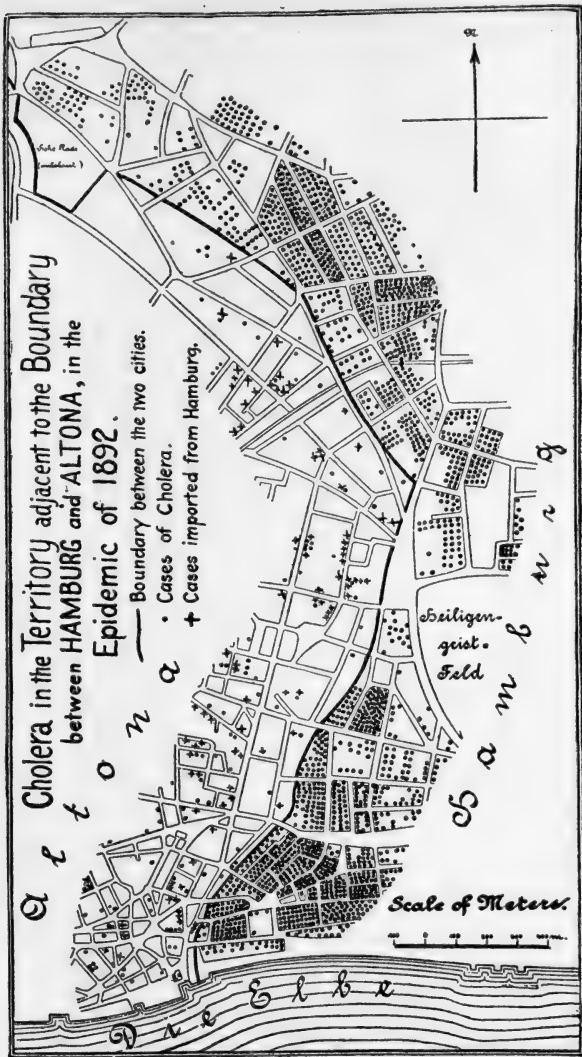 Cholera in the Territory adjacent to the Boundary
between HAMBURG and ALTONA, in the
Epidemic of 1892.
Boundary between the two cities.
• Cases of Cholera.
+ Cases imported from Hamburg.
Altona
Heiligen-
geist-
Feld
Hamburg
Scale of Meters.
Die Elbe